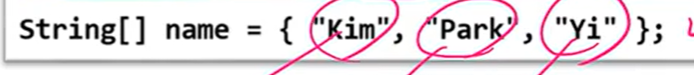 String[] name = { "Kim", "Park", "Yi" };